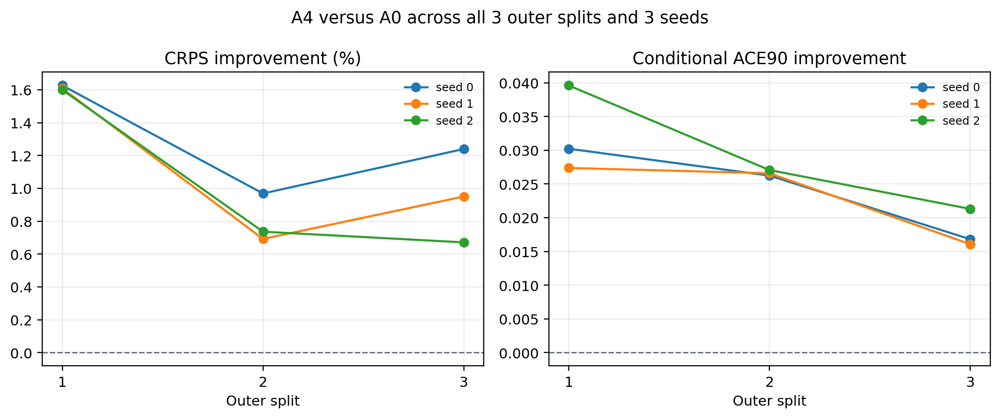 A4 versus A0 across all 3 outer splits and 3 seeds
CRPS improvement (%)
1.6
1.4
1.2
1.0
0.8
0.6
0.4
0.2
0.0
seed 0
seed 1
seed 2
1 2 3
Outer split
Conditional ACE90 improvement
0.040
0.035
0.030
0.025
0.020
0.015
0.010
0.005
0.000
seed 0
seed 1
seed 2
1 2 3
Outer split